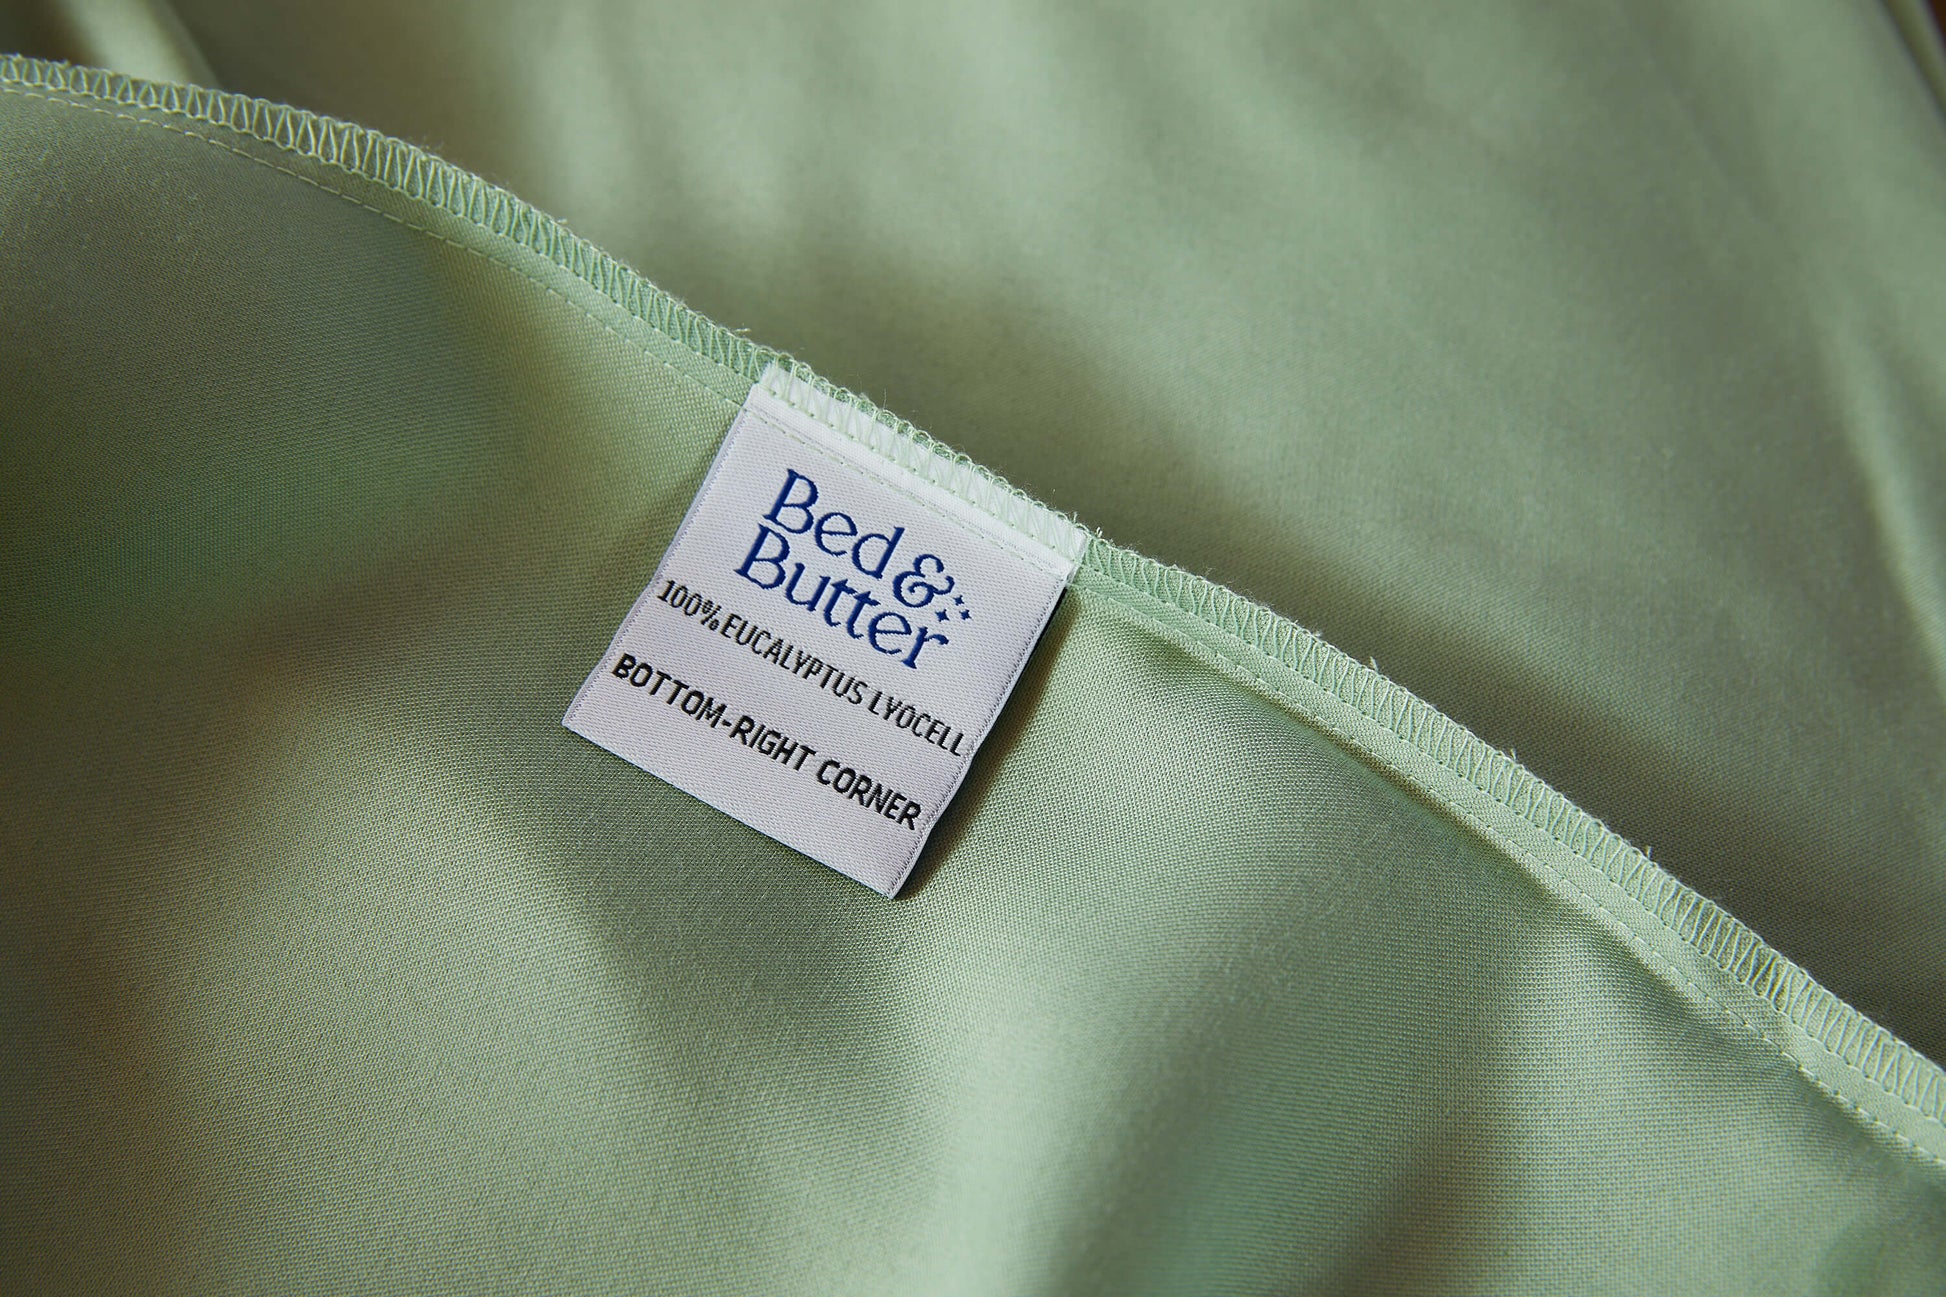 Bed &
Butter
100% EUCALYPTUS LYOCELL
BOTTOM-RIGHT CORNER